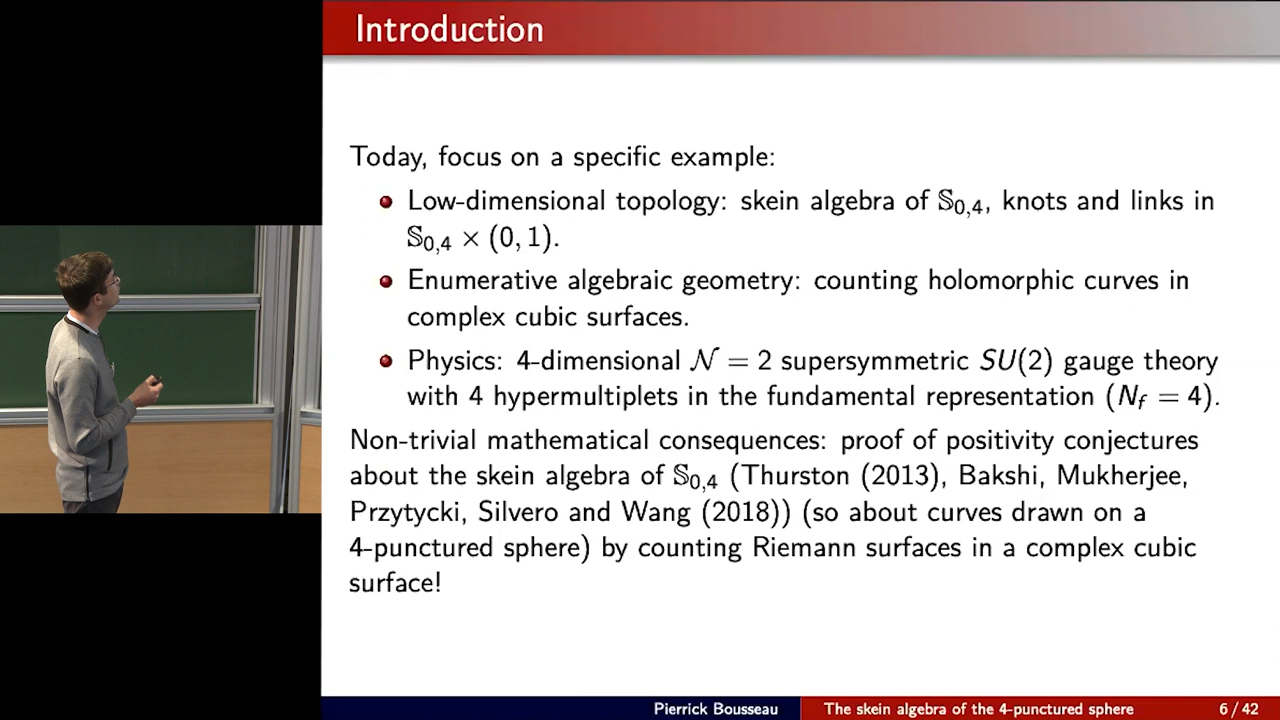 Introduction
Today, focus on a specific example:
Low-dimensional topology: skein algebra of 𝕊₀,₄, knots and links in
𝕊₀,₄ × (0, 1).
Enumerative algebraic geometry: counting holomorphic curves in
complex cubic surfaces.
Physics: 4-dimensional 𝒩 = 2 supersymmetric SU(2) gauge theory
with 4 hypermultiplets in the fundamental representation (N_f = 4).
Non-trivial mathematical consequences: proof of positivity conjectures
about the skein algebra of 𝕊₀,₄ (Thurston (2013), Bakshi, Mukherjee,
Przytycki, Silvero and Wang (2018)) (so about curves drawn on a
4-punctured sphere) by counting Riemann surfaces in a complex cubic
surface!
Pierrick Bousseau
The skein algebra of the 4-punctured sphere
6 / 42